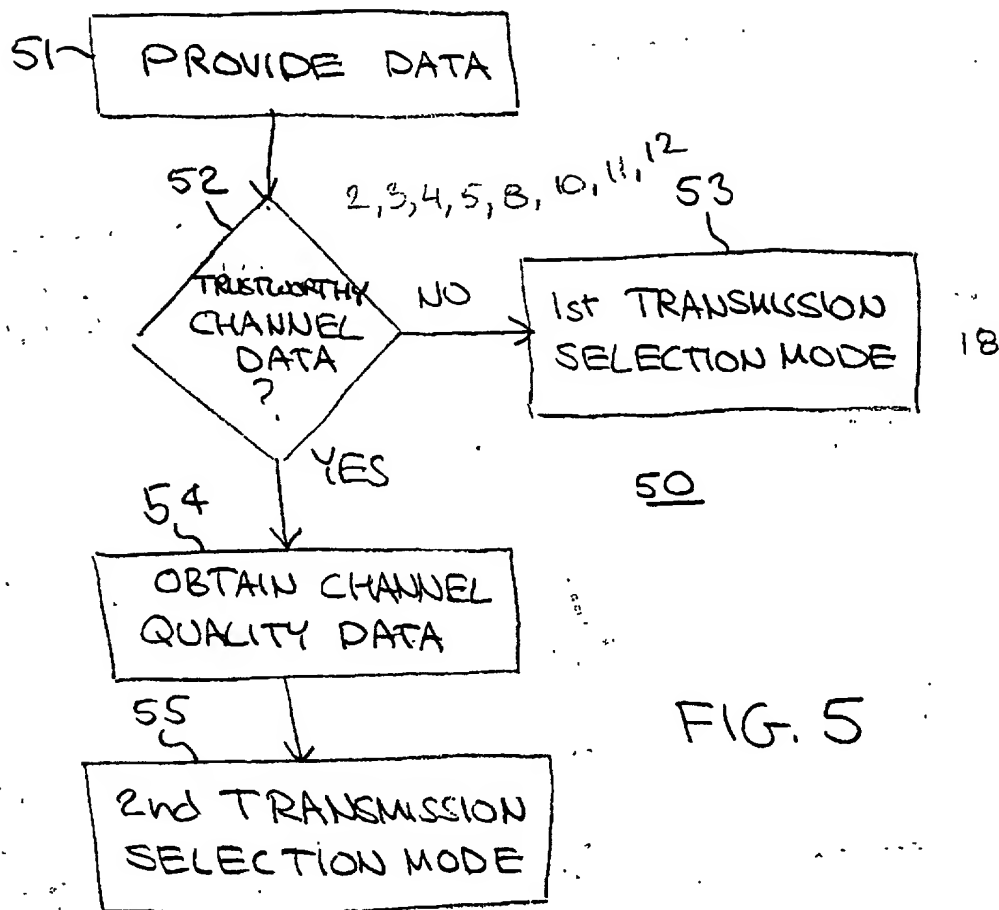 51
PROVIDE DATA
52
2, 3, 4, 5, 8, 10, 11, 12
53
TRUSTWORTHY
CHANNEL
DATA
?
NO
1st TRANSMISSION
SELECTION MODE
18
YES
50
54
OBTAIN CHANNEL
QUALITY DATA
55
2nd TRANSMISSION
SELECTION MODE
FIG. 5